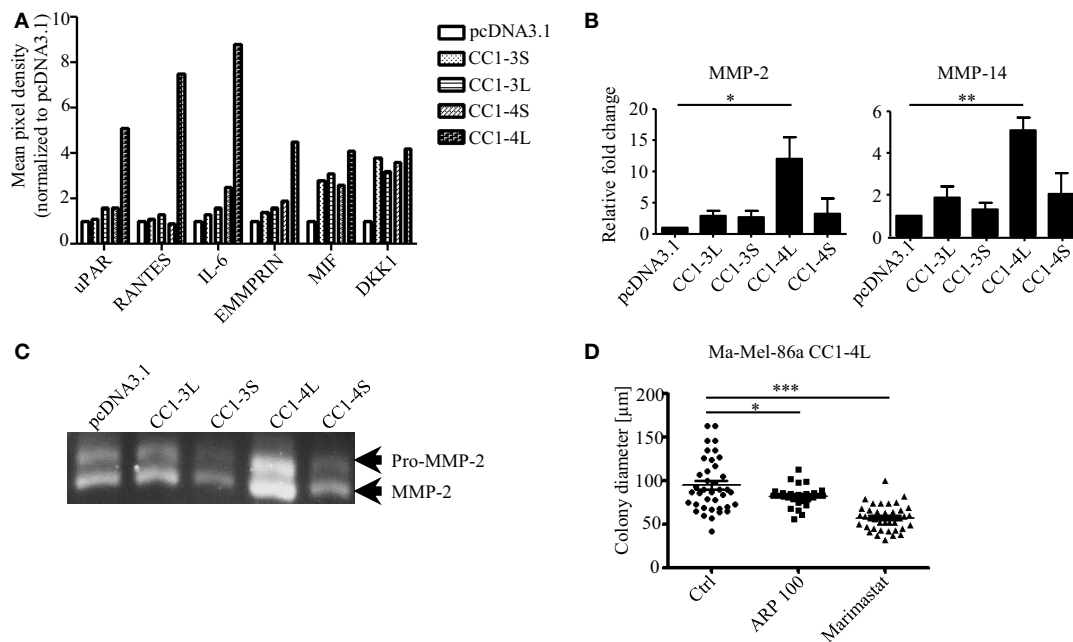 A
Mean pixel density
(normalized to pcDNA3.1)
10
8
6
4
2
0
uPAR
RANTES
IL-6
EMMPRIN
MIF
DKK1
pcDNA3.1
CC1-3S
CC1-3L
CC1-4S
CC1-4L
B
MMP-2
Relative fold change
20
15
10
5
0
*
pcDNA3.1
CC1-3L
CC1-3S
CC1-4L
CC1-4S
MMP-14
6
4
2
0
**
pcDNA3.1
CC1-3L
CC1-3S
CC1-4L
CC1-4S
C
pcDNA3.1
CC1-3L
CC1-3S
CC1-4L
CC1-4S
Pro-MMP-2
MMP-2
D
Ma-Mel-86a CC1-4L
Colony diameter [µm]
200
150
100
50
0
***
*
Ctrl
ARP 100
Marimastat